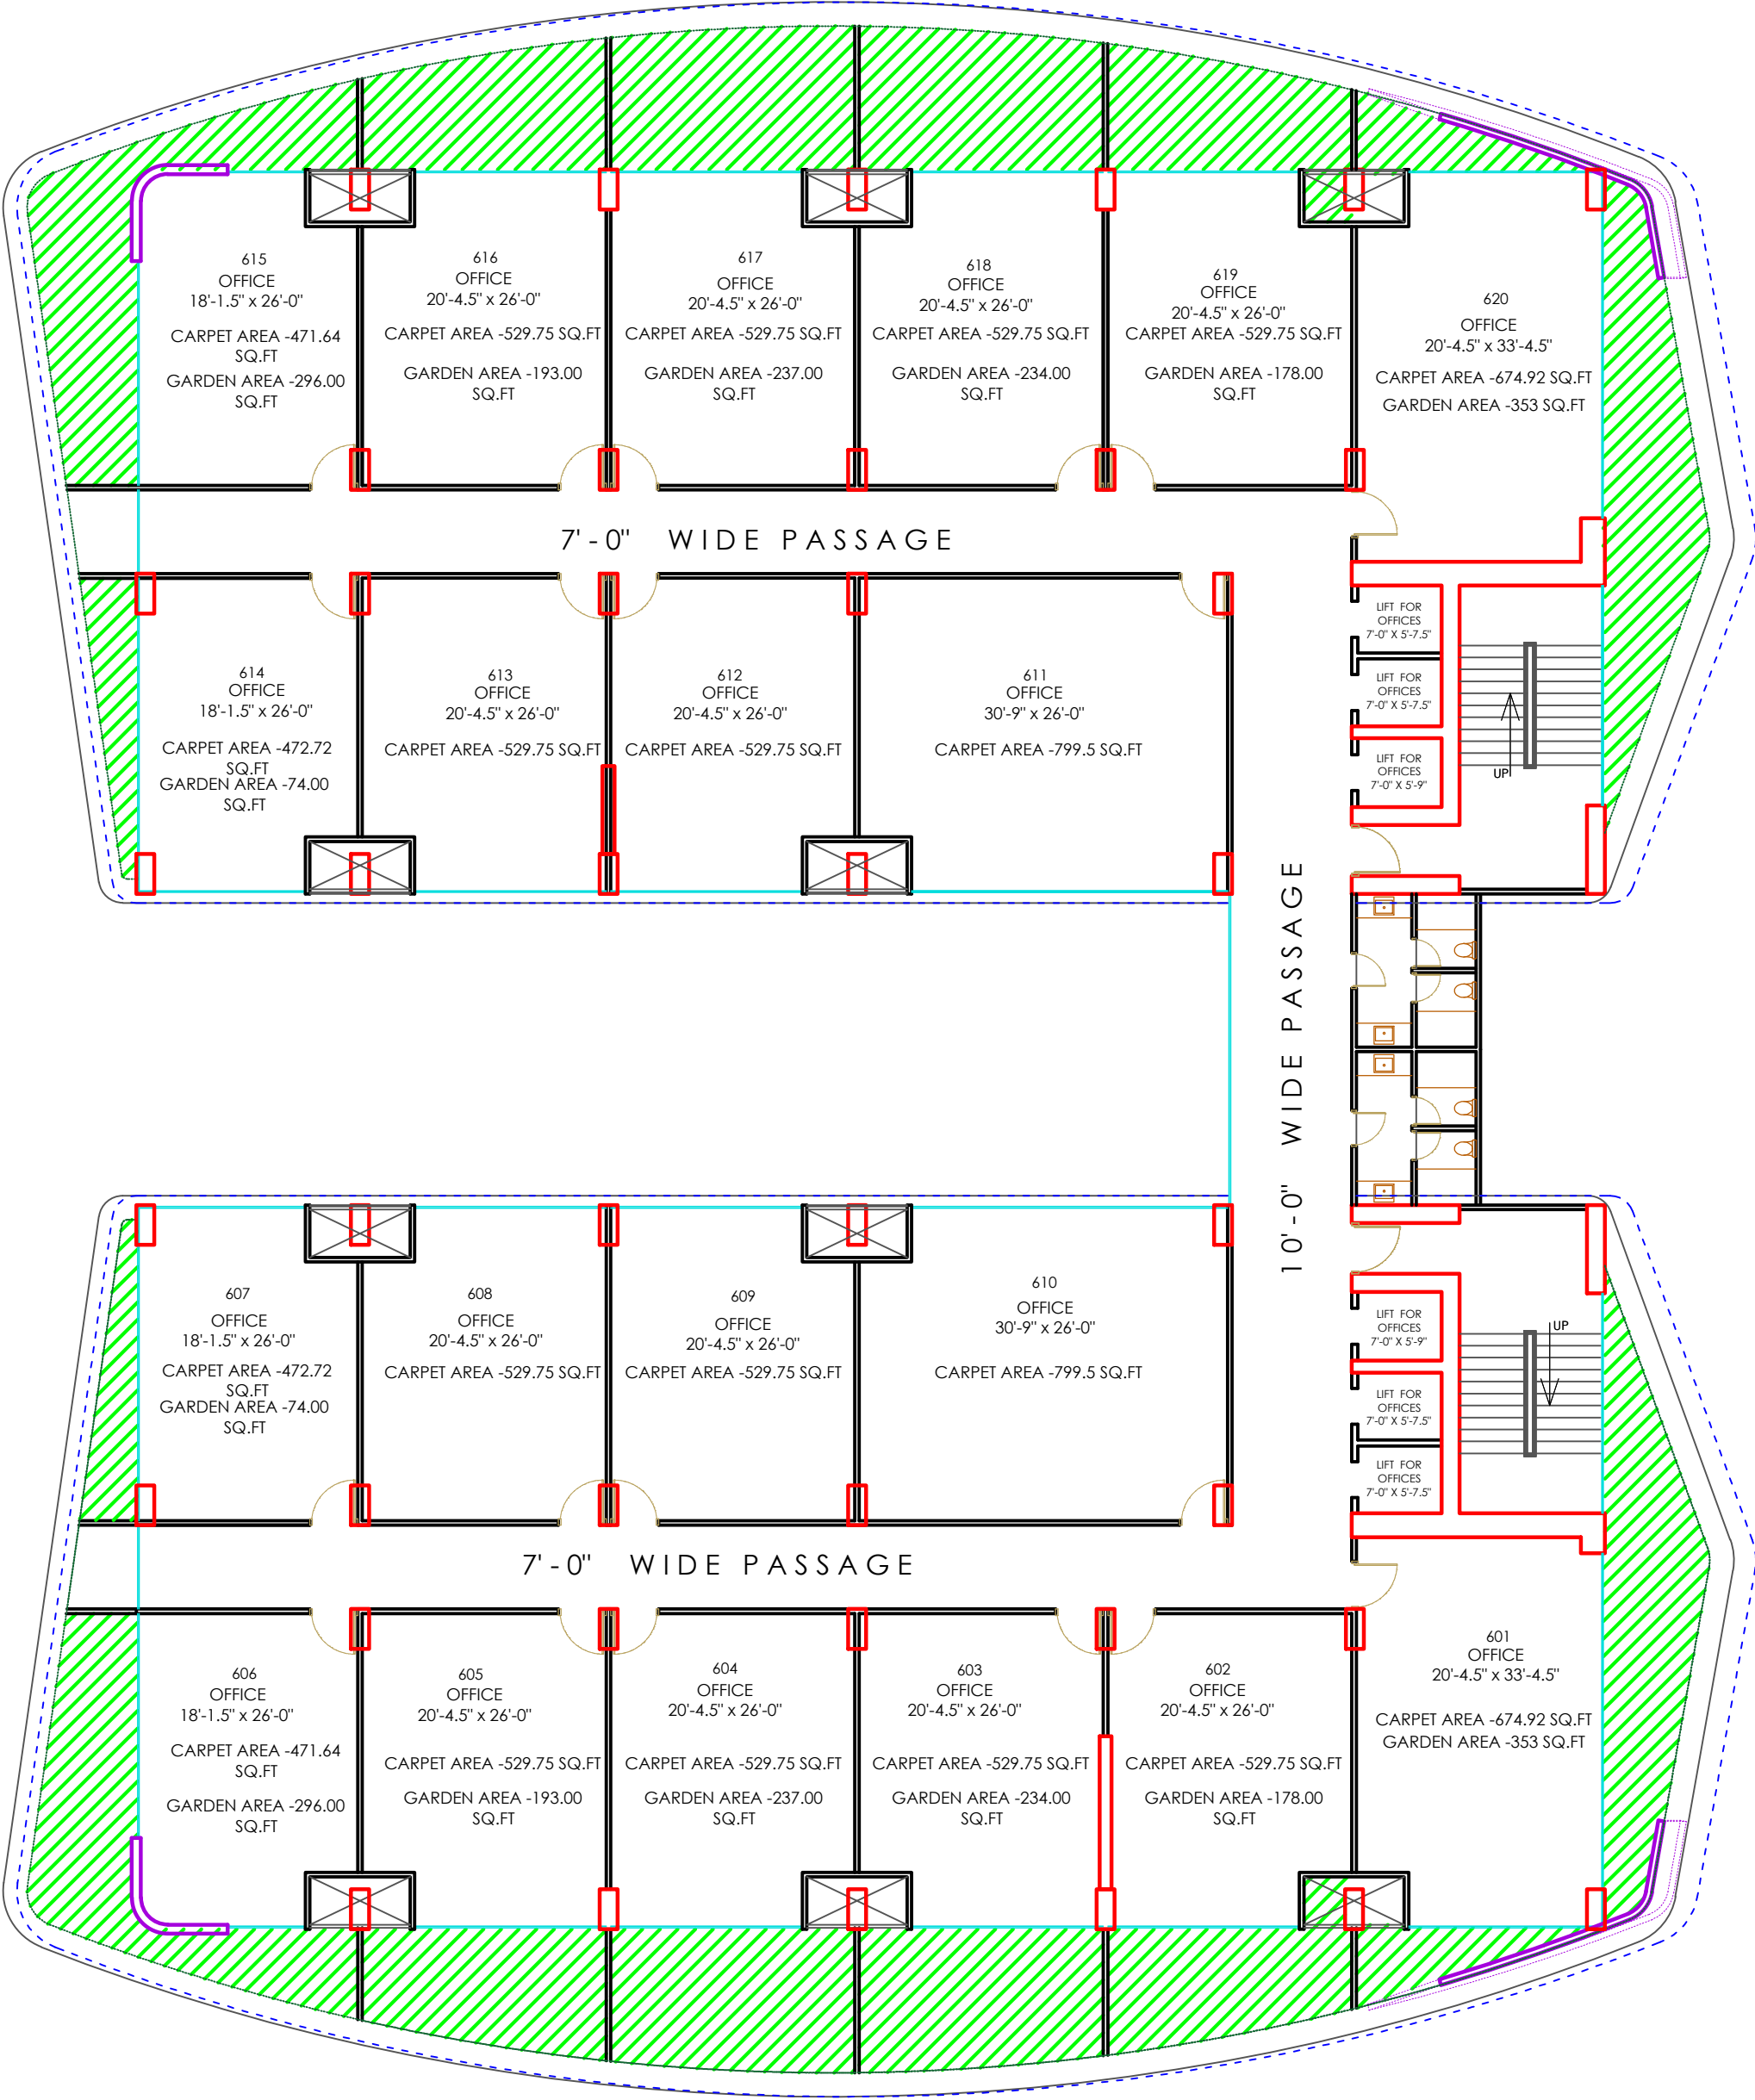 615
OFFICE
18'-1.5" x 26'-0"
CARPET AREA -471.64
SQ.FT
GARDEN AREA -296.00
SQ.FT
616
OFFICE
20'-4.5" x 26'-0"
CARPET AREA -529.75 SQ.FT
GARDEN AREA -193.00
SQ.FT
617
OFFICE
20'-4.5" x 26'-0"
CARPET AREA -529.75 SQ.FT
GARDEN AREA -237.00
SQ.FT
618
OFFICE
20'-4.5" x 26'-0"
CARPET AREA -529.75 SQ.FT
GARDEN AREA -234.00
SQ.FT
619
OFFICE
20'-4.5" x 26'-0"
CARPET AREA -529.75 SQ.FT
GARDEN AREA -178.00
SQ.FT
620
OFFICE
20'-4.5" x 33'-4.5"
CARPET AREA -674.92 SQ.FT
GARDEN AREA -353 SQ.FT
7'-0" WIDE PASSAGE
614
OFFICE
18'-1.5" x 26'-0"
CARPET AREA -472.72
SQ.FT
GARDEN AREA -74.00
SQ.FT
613
OFFICE
20'-4.5" x 26'-0"
CARPET AREA -529.75 SQ.FT
612
OFFICE
20'-4.5" x 26'-0"
CARPET AREA -529.75 SQ.FT
611
OFFICE
30'-9" x 26'-0"
CARPET AREA -799.5 SQ.FT
LIFT FOR
OFFICES
7'-0" X 5'-7.5"
LIFT FOR
OFFICES
7'-0" X 5'-7.5"
LIFT FOR
OFFICES
7'-0" X 5'-9"
UP
10'-0" WIDE PASSAGE
607
OFFICE
18'-1.5" x 26'-0"
CARPET AREA -472.72
SQ.FT
GARDEN AREA -74.00
SQ.FT
608
OFFICE
20'-4.5" x 26'-0"
CARPET AREA -529.75 SQ.FT
609
OFFICE
20'-4.5" x 26'-0"
CARPET AREA -529.75 SQ.FT
610
OFFICE
30'-9" x 26'-0"
CARPET AREA -799.5 SQ.FT
LIFT FOR
OFFICES
7'-0" X 5'-9"
LIFT FOR
OFFICES
7'-0" X 5'-7.5"
LIFT FOR
OFFICES
7'-0" X 5'-7.5"
UP
7'-0" WIDE PASSAGE
606
OFFICE
18'-1.5" x 26'-0"
CARPET AREA -471.64
SQ.FT
GARDEN AREA -296.00
SQ.FT
605
OFFICE
20'-4.5" x 26'-0"
CARPET AREA -529.75 SQ.FT
GARDEN AREA -193.00
SQ.FT
604
OFFICE
20'-4.5" x 26'-0"
CARPET AREA -529.75 SQ.FT
GARDEN AREA -237.00
SQ.FT
603
OFFICE
20'-4.5" x 26'-0"
CARPET AREA -529.75 SQ.FT
GARDEN AREA -234.00
SQ.FT
602
OFFICE
20'-4.5" x 26'-0"
CARPET AREA -529.75 SQ.FT
GARDEN AREA -178.00
SQ.FT
601
OFFICE
20'-4.5" x 33'-4.5"
CARPET AREA -674.92 SQ.FT
GARDEN AREA -353 SQ.FT